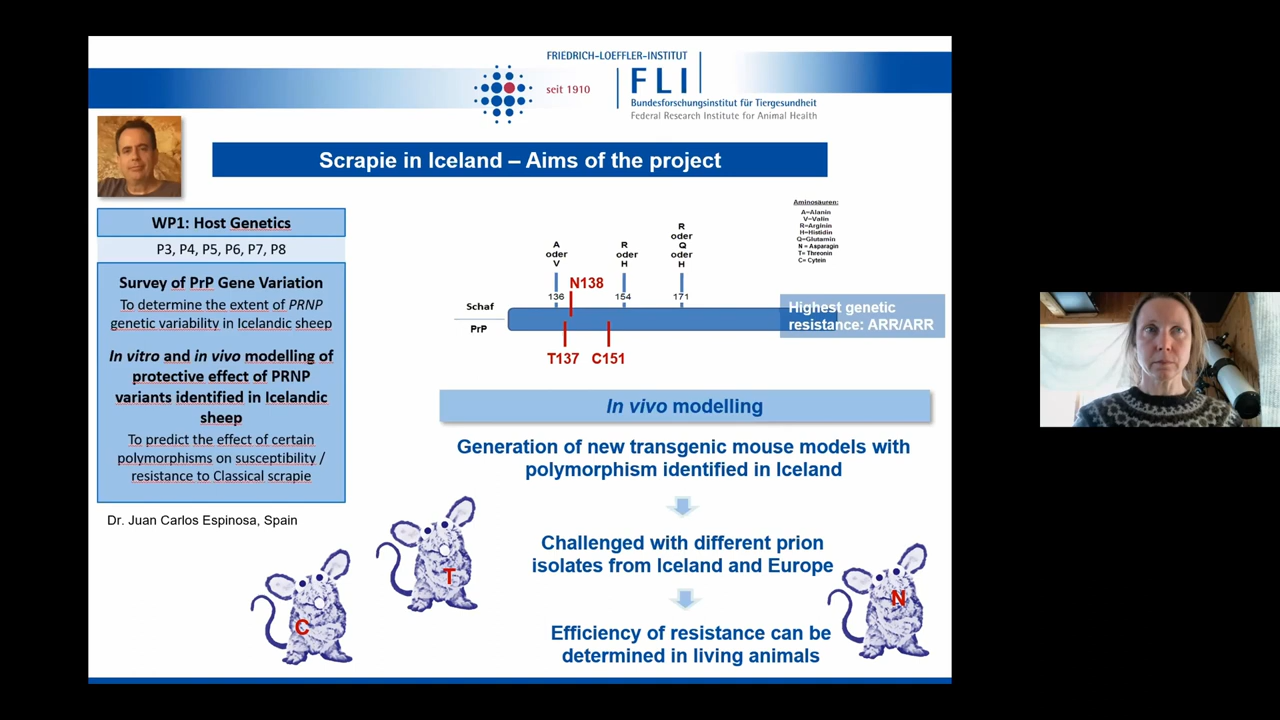 FRIEDRICH-LOEFFLER-INSTITUT
seit 1910
FLI
Bundesforschungsinstitut für Tiergesundheit
Federal Research Institute for Animal Health
Scrapie in Iceland – Aims of the project
WP1: Host Genetics
P3, P4, P5, P6, P7, P8
Survey of PrP Gene Variation
To determine the extent of PRNP
genetic variability in Icelandic sheep
In vitro and in vivo modelling of
protective effect of PRNP
variants identified in Icelandic
sheep
To predict the effect of certain
polymorphisms on susceptibility /
resistance to Classical scrapie
Dr. Juan Carlos Espinosa, Spain
Aminosäuren:
A=Alanin
V=Vallin
R=Arginin
H=Histidin
Q=Glutamin
N = Asparagin
T= Threonin
C= Cytein
A
oder
V
R
oder
H
R
oder
Q
oder
H
N138
136
154
171
Schaf
PrP
T137
C151
Highest genetic
resistance: ARR/ARR
In vivo modelling
Generation of new transgenic mouse models with
polymorphism identified in Iceland
Challenged with different prion
isolates from Iceland and Europe
Efficiency of resistance can be
determined in living animals
C
T
N